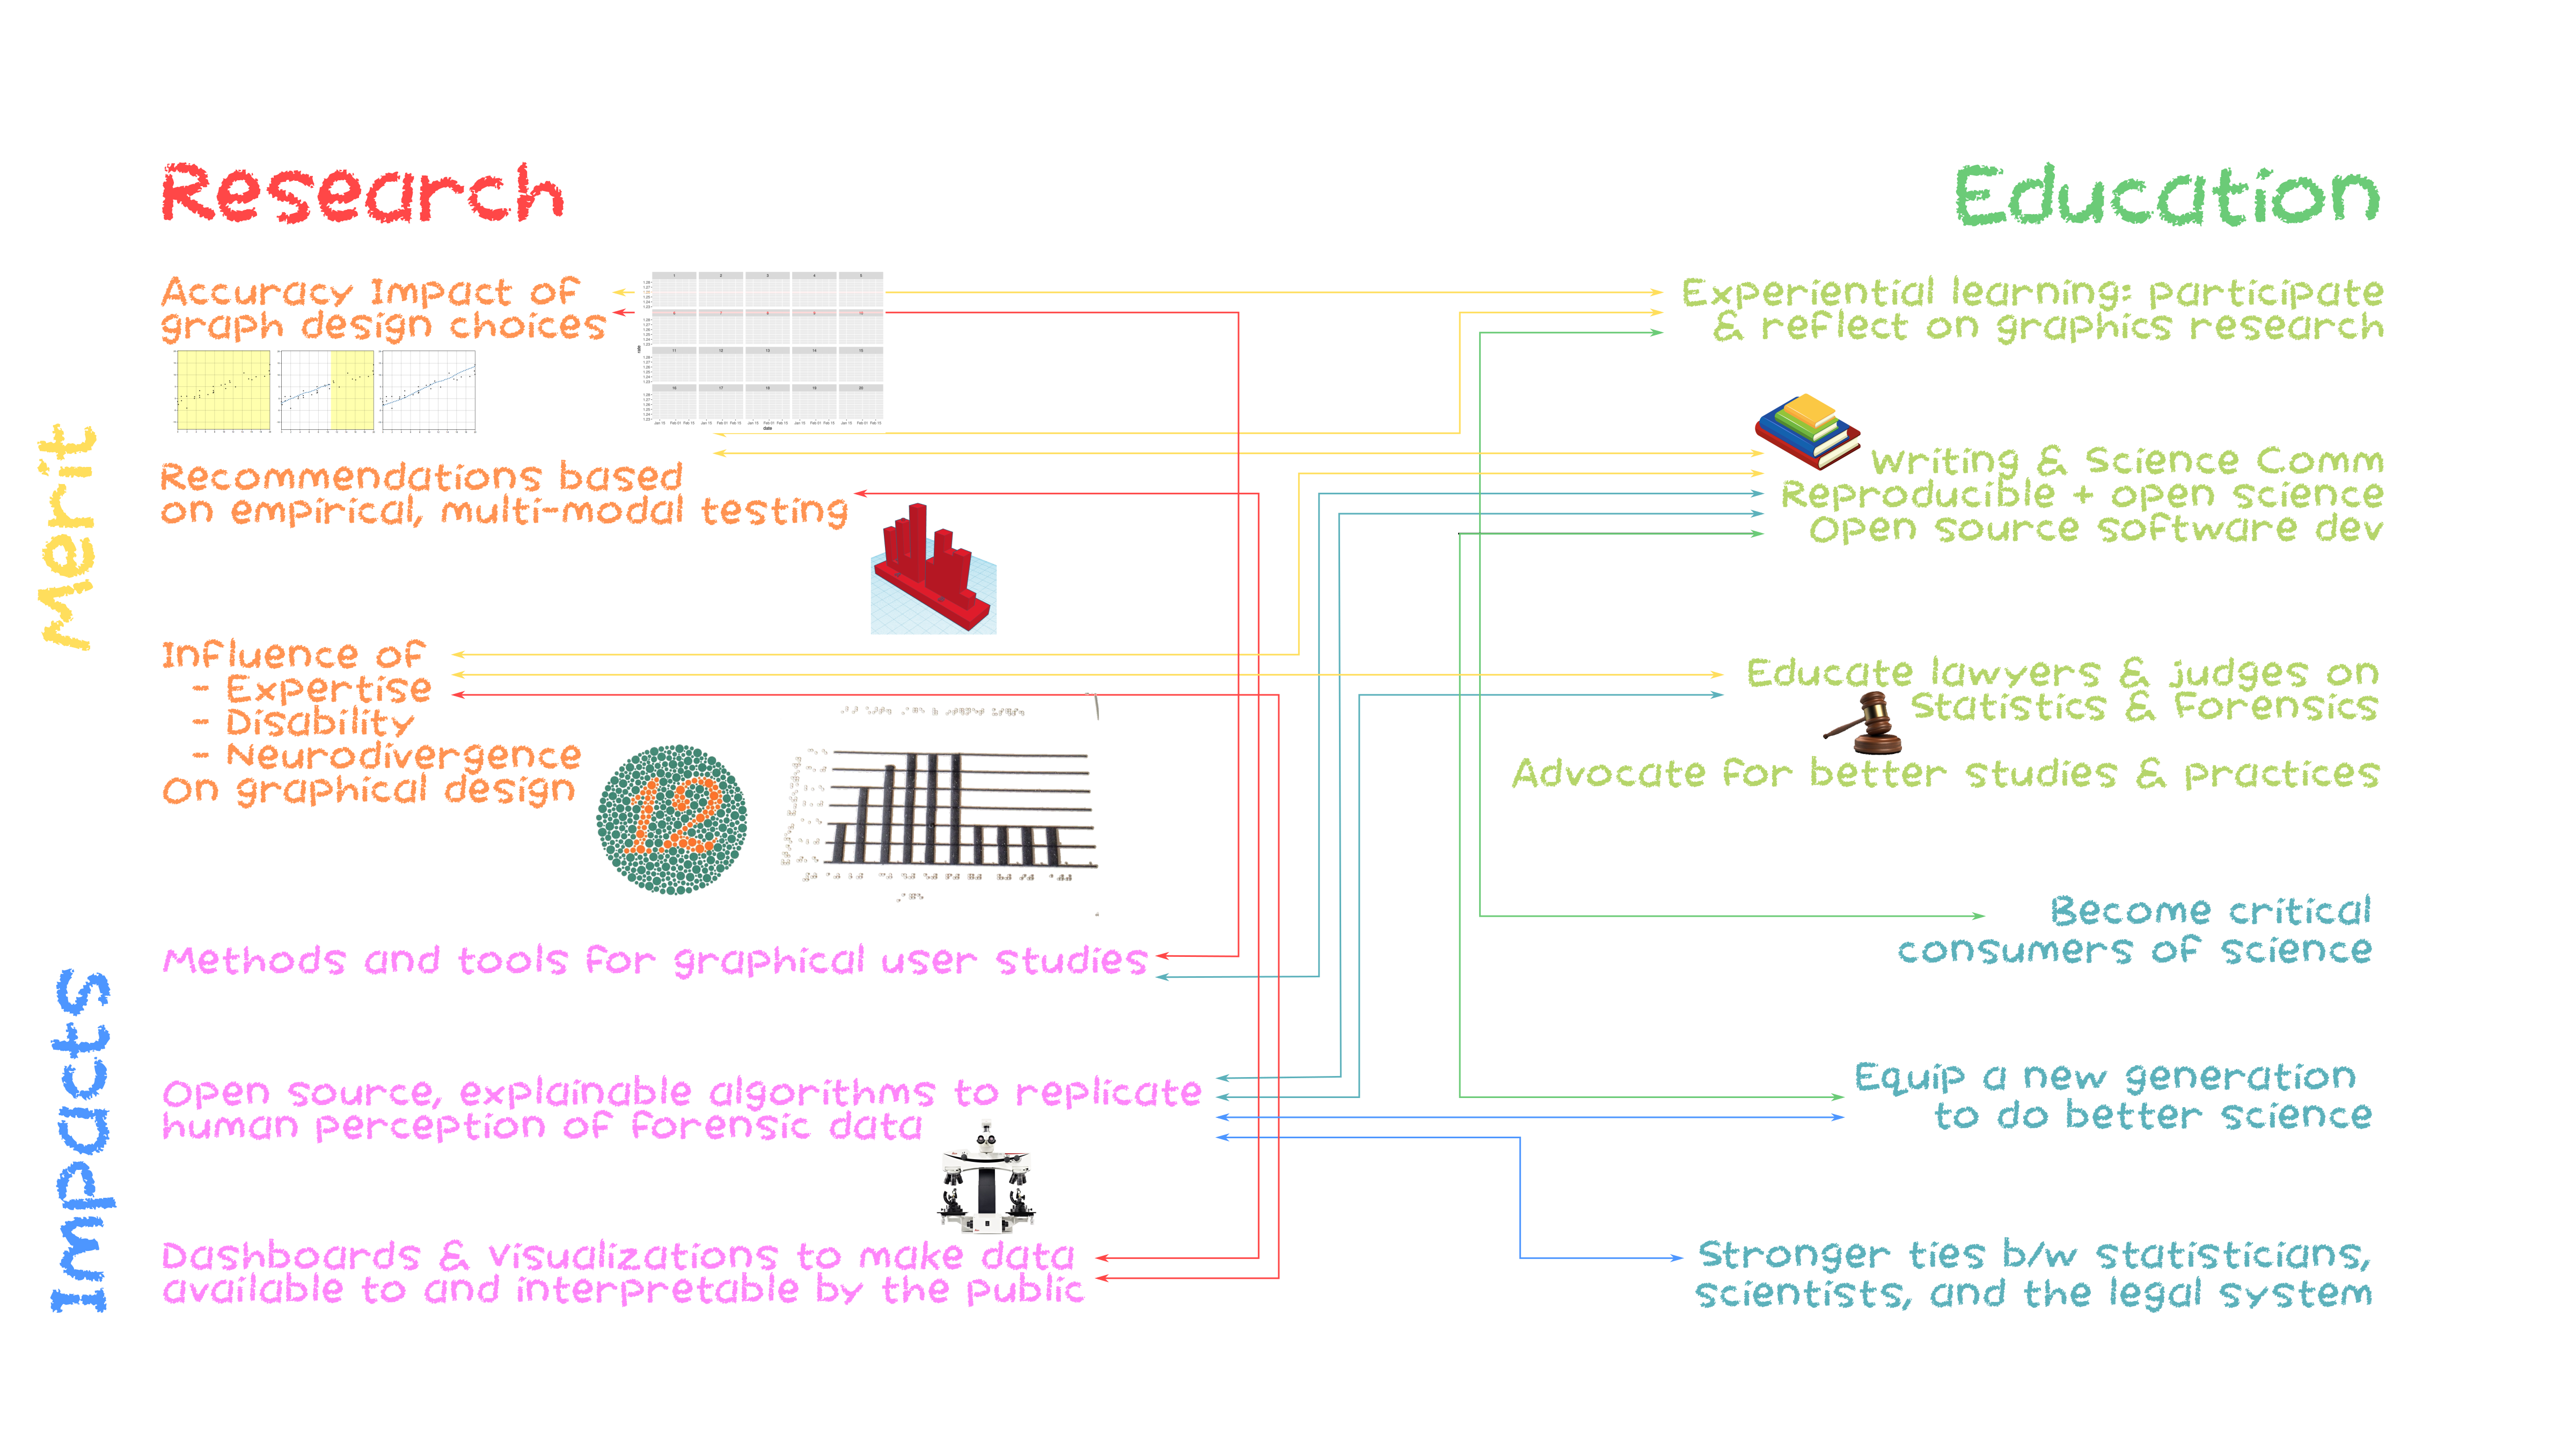 Research
Education
Merit
Accuracy Impact of
graph design choices
Experiential learning: participate
& reflect on graphics research
Recommendations based
on empirical, multi-modal testing
Writing & Science Comm
Reproducible + open science
Open source software dev
Influence of
- Expertise
- Disability
- Neurodivergence
On graphical design
12
Educate lawyers & judges on
Statistics & Forensics
Advocate for better studies & practices
Impacts
Methods and tools for graphical user studies
Become critical
consumers of science
Open source, explainable algorithms to replicate
human perception of forensic data
Equip a new generation
to do better science
Dashboards & Visualizations to make data
available to and interpretable by the public
Stronger ties b/w statisticians,
scientists, and the legal system